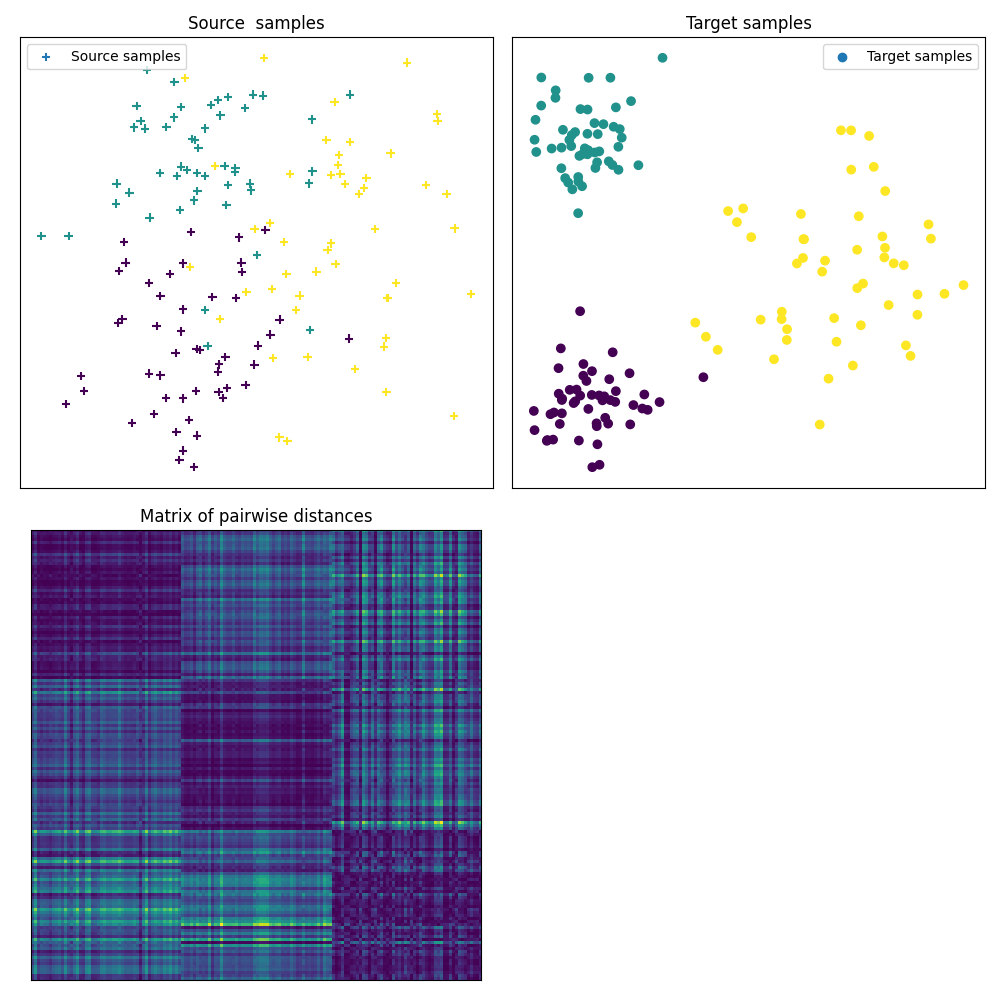 Source  samples
Source samples
Target samples
Target samples
Matrix of pairwise distances